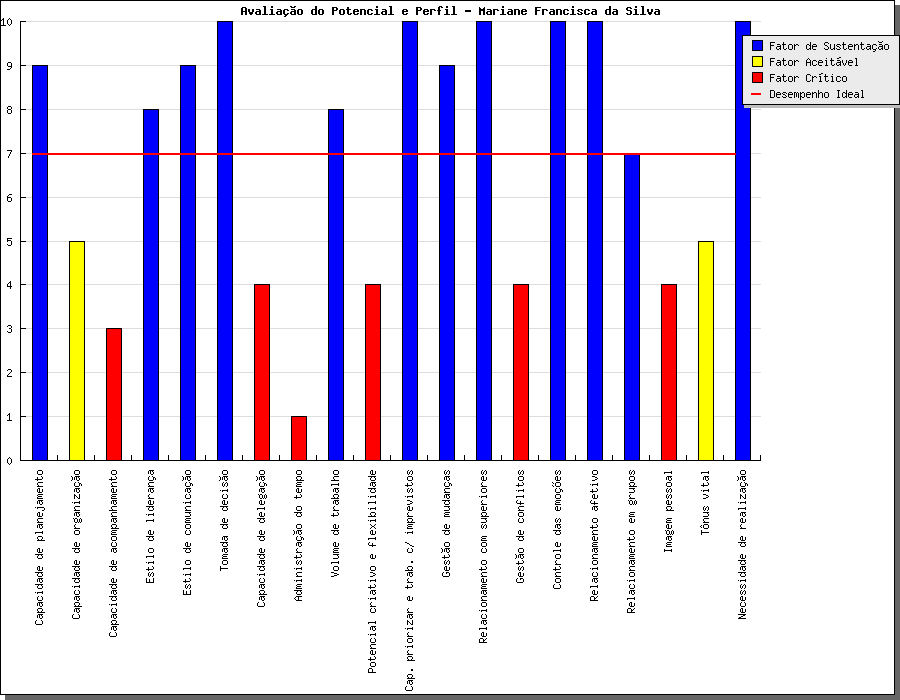 Avaliação do Potencial e Perfil - Mariane Francisca da Silva
10
9
8
7
6
5
4
3
2
1
0
Fator de Sustentação
Fator Aceitável
Fator Crítico
Desempenho Ideal
Capacidade de planejamento
Capacidade de organização
Capacidade de acompanhamento
Estilo de liderança
Estilo de comunicação
Tomada de decisão
Capacidade de delegação
Administração do tempo
Volume de trabalho
Potencial criativo e flexibilidade
Cap. priorizar e trab. c/ imprevistos
Gestão de mudanças
Relacionamento com superiores
Gestão de conflitos
Controle das emoções
Relacionamento afetivo
Relacionamento em grupos
Imagem pessoal
Tônus vital
Necessidade de realização